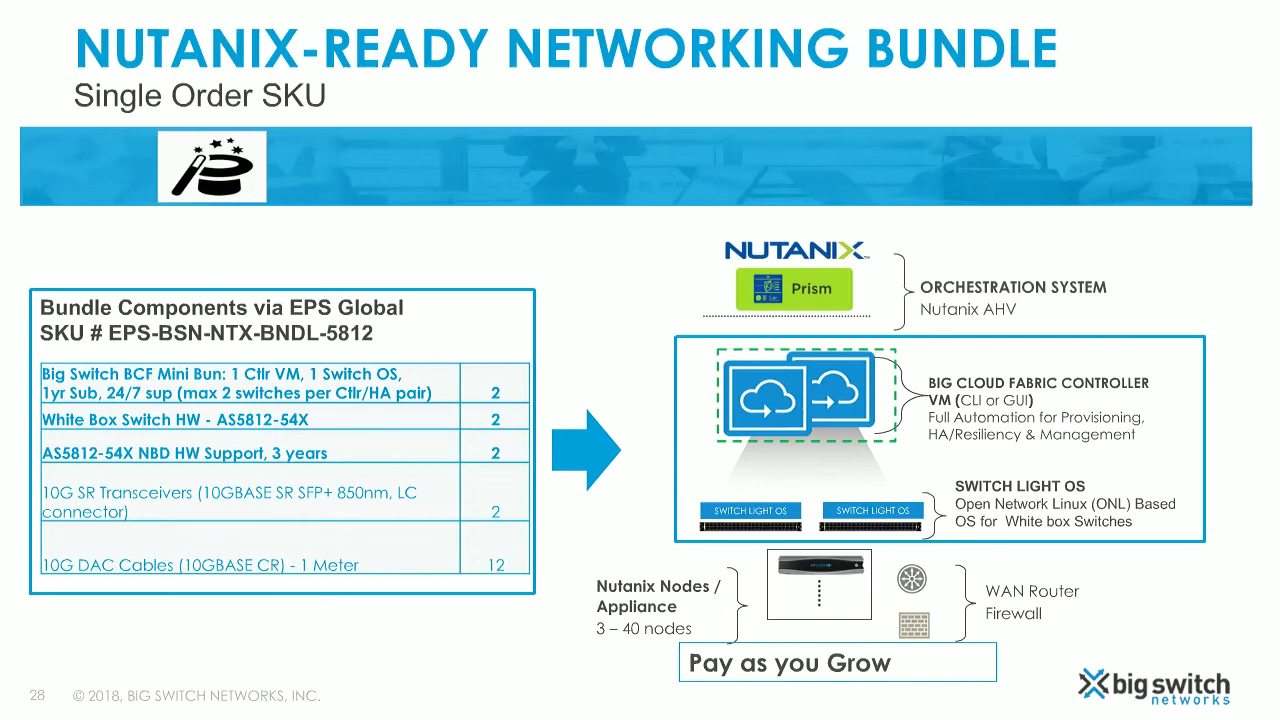 NUTANIX-READY NETWORKING BUNDLE
Single Order SKU
Bundle Components via EPS Global
SKU # EPS-BSN-NTX-BNDL-5812
Big Switch BCF Mini Bun: 1 Ctlr VM, 1 Switch OS,
1yr Sub, 24/7 sup (max 2 switches per Ctlr/HA pair) 2
White Box Switch HW - AS5812-54X 2
AS5812-54X NBD HW Support, 3 years 2
10G SR Transceivers (10GBASE SR SFP+ 850nm, LC
connector) 2
10G DAC Cables (10GBASE CR) - 1 Meter 12
NUTANIX™
Prism
ORCHESTRATION SYSTEM
Nutanix AHV
BIG CLOUD FABRIC CONTROLLER
VM (CLI or GUI)
Full Automation for Provisioning,
HA/Resiliency & Management
SWITCH LIGHT OS
SWITCH LIGHT OS
SWITCH LIGHT OS
Open Network Linux (ONL) Based
OS for White box Switches
Nutanix Nodes /
Appliance
3 – 40 nodes
NUTANIX
WAN Router
Firewall
Pay as you Grow
28 © 2018, BIG SWITCH NETWORKS, INC.
big switch
networks